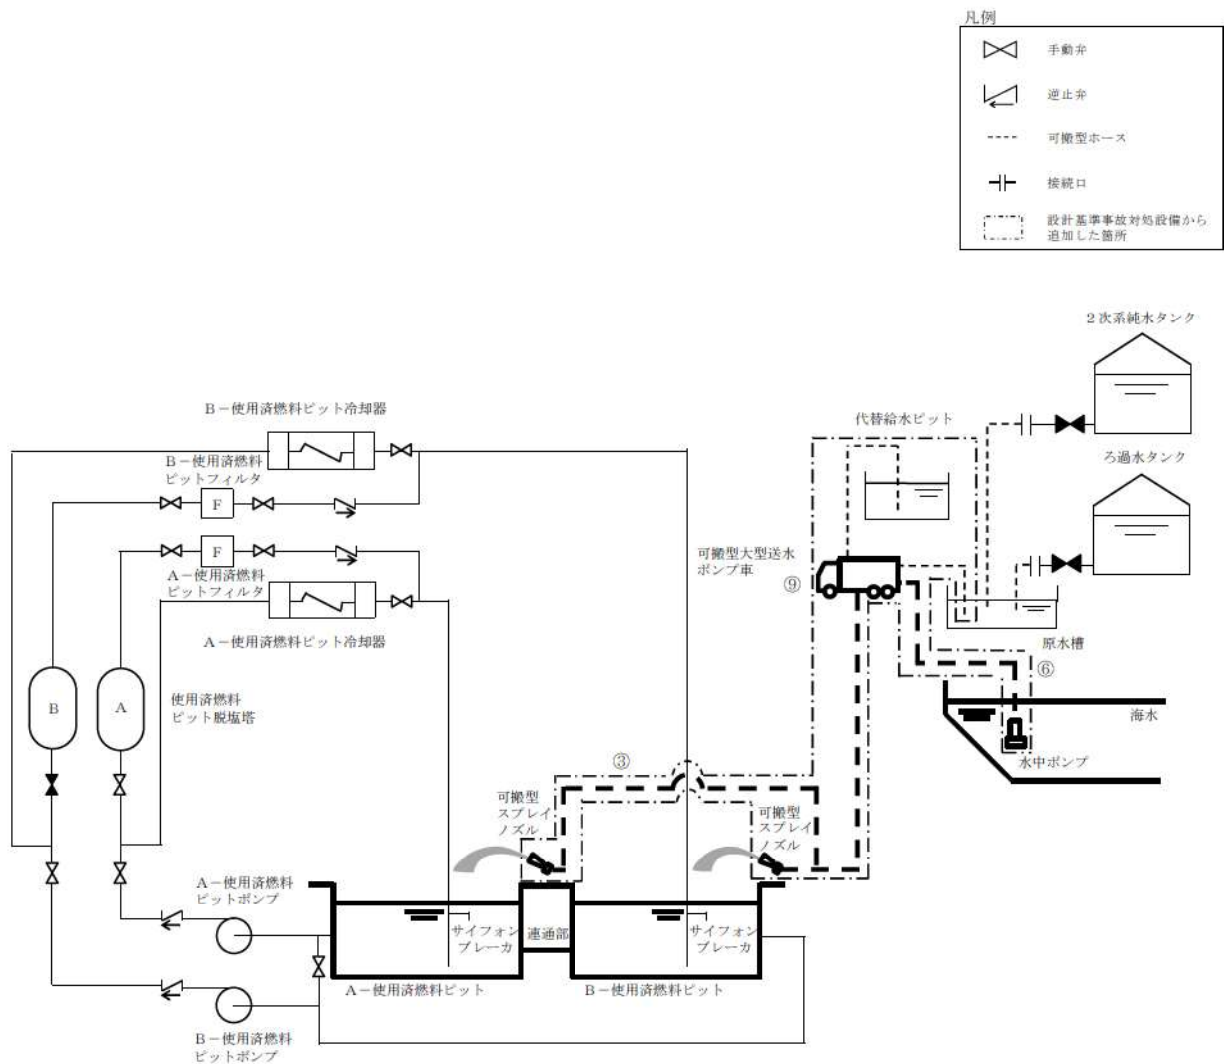 凡例
手動弁
逆止弁
可搬型ホース
接続口
設計基準事故対処設備から
追加した箇所
2次系純水タンク
B-使用済燃料ピット冷却器
代替給水ピット
B-使用済燃料
ピットフィルタ
ろ過水タンク
F
F
可搬型大型送水
ポンプ車
⑨
A-使用済燃料
ピットフィルタ
A-使用済燃料ピット冷却器
原水槽
⑥
B
A
使用済燃料
ピット脱塩塔
海水
水中ポンプ
③
可搬型
スプレイ
ノズル
可搬型
スプレイ
ノズル
A-使用済燃料
ピットポンプ
サイフォン
ブレーカ
連通部
サイフォン
ブレーカ
A-使用済燃料ピット
B-使用済燃料ピット
B-使用済燃料
ピットポンプ